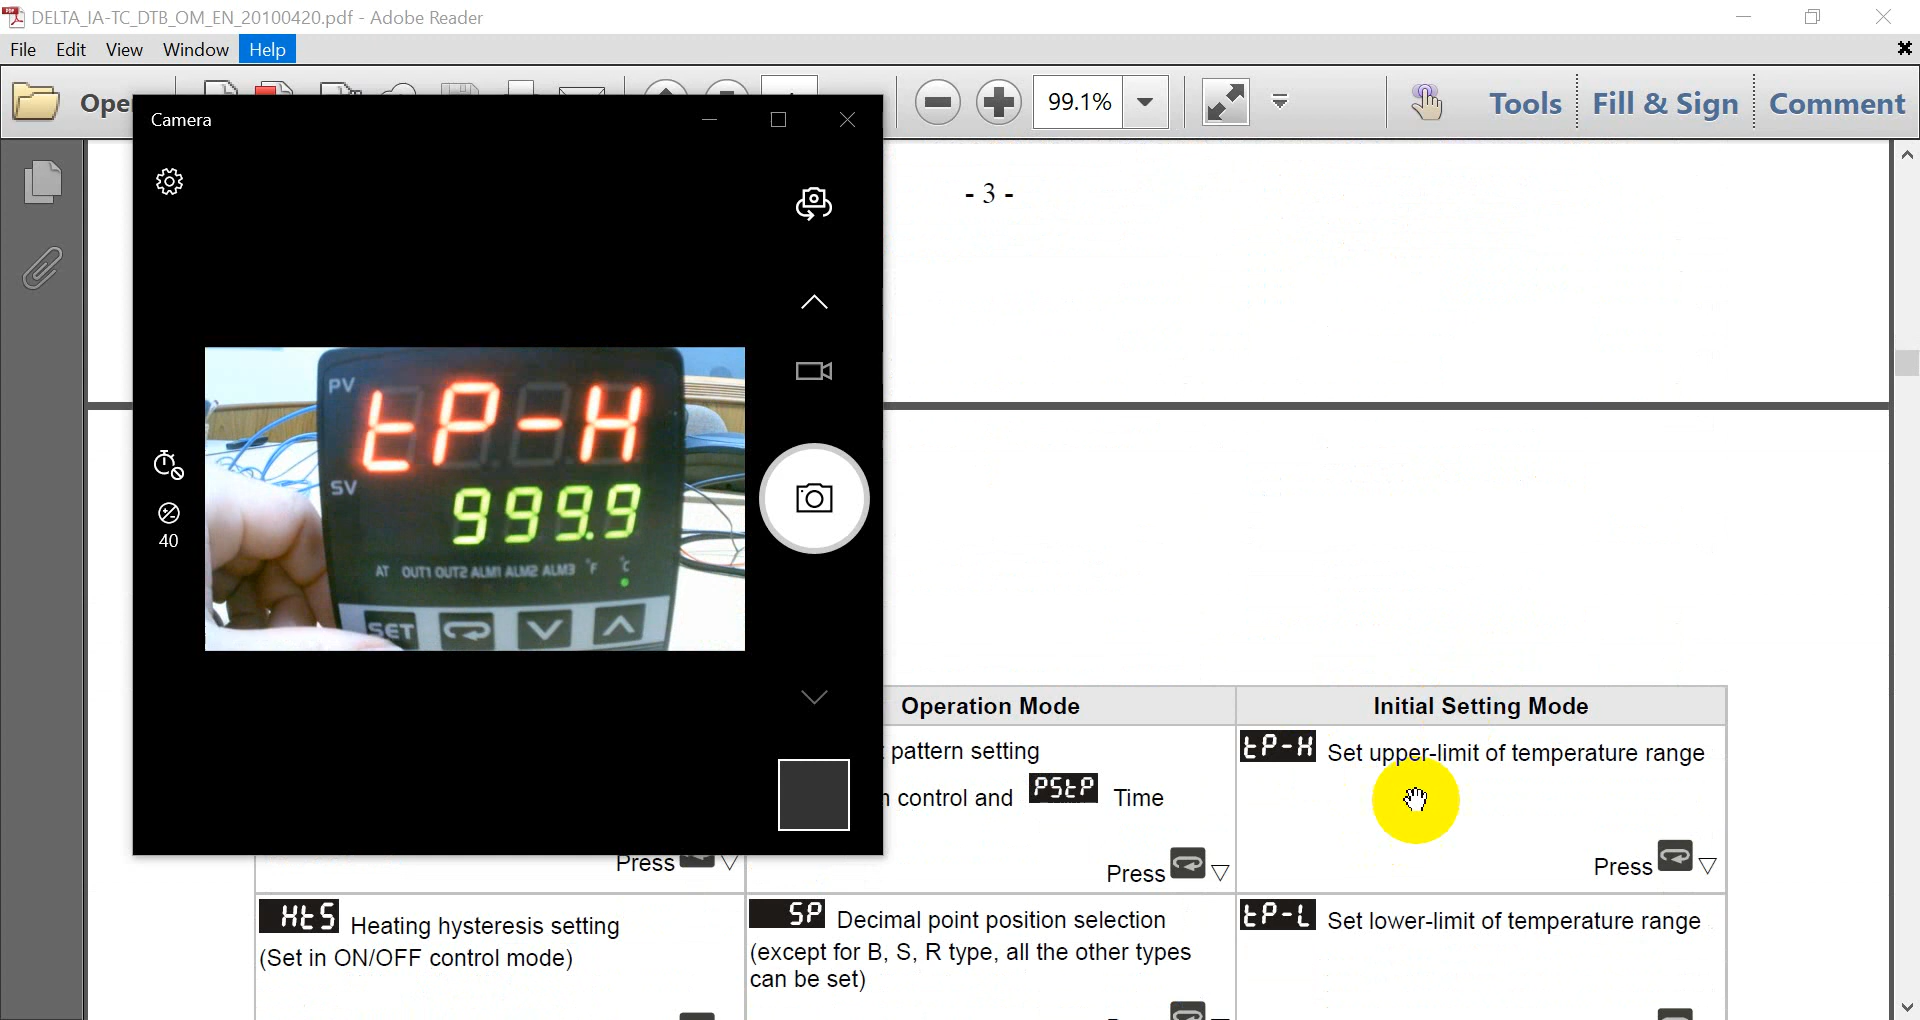 DELTA_IA-TC_DTB_OM_EN_20100420.pdf - Adobe Reader
File Edit View Window Help
99.1%
Tools Fill & Sign Comment
Camera
- 3 -
PV
tP-H
SV
999.9
40
AT OUT1 OUT2 ALM1 ALM2 ALM3 °F °C
SET
Operation Mode Initial Setting Mode
pattern setting
tP-H Set upper-limit of temperature range
control and PStP Time
Press
Press
Press
HtS Heating hysteresis setting
(Set in ON/OFF control mode)
SP Decimal point position selection
(except for B, S, R type, all the other types
can be set)
tP-L Set lower-limit of temperature range